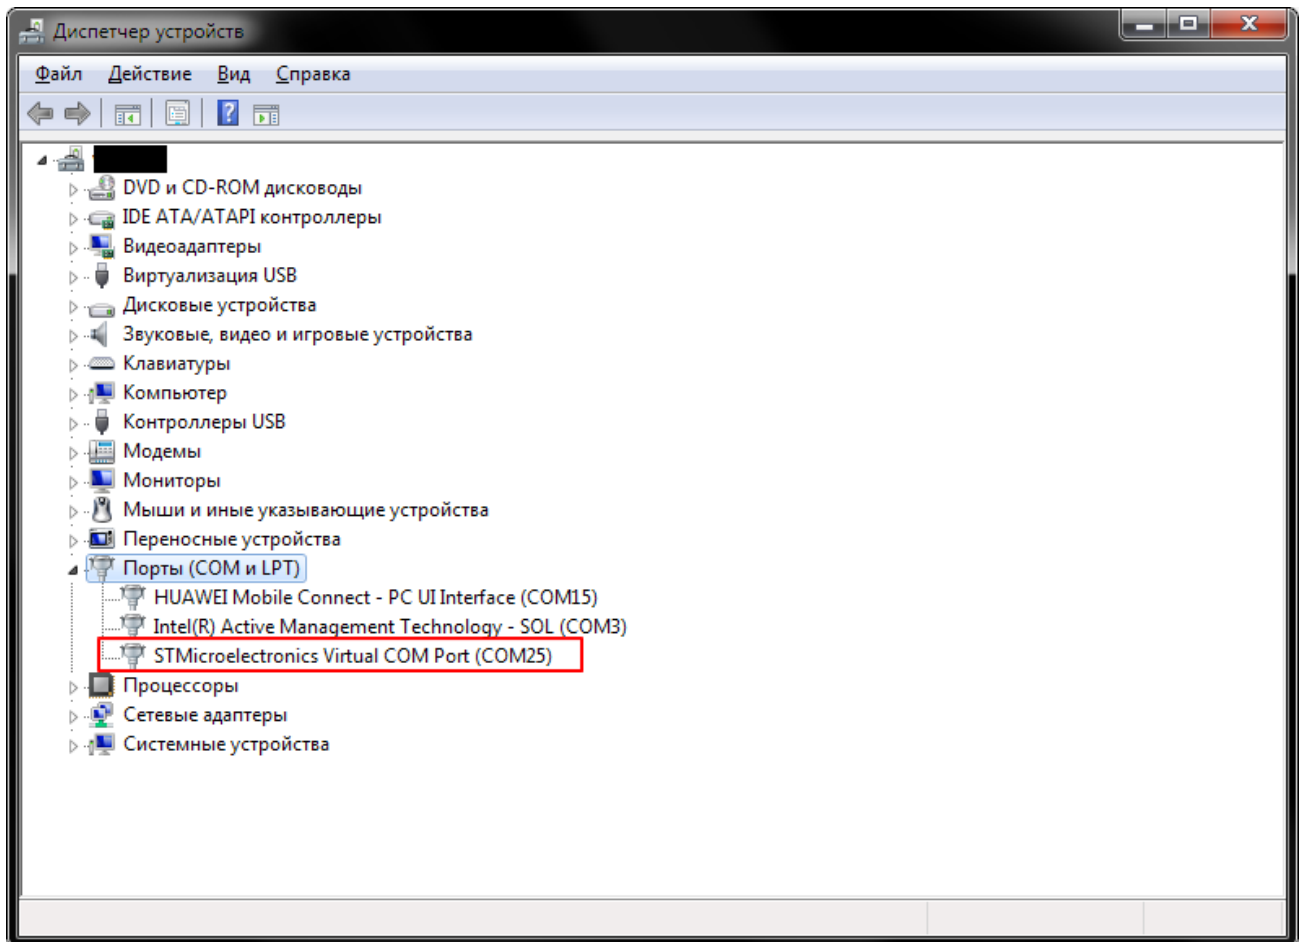 Диспетчер устройств
Файл Действие Вид Справка
DVD и CD-ROM дисководы
IDE ATA/ATAPI контроллеры
Видеоадаптеры
Виртуализация USB
Дисковые устройства
Звуковые, видео и игровые устройства
Клавиатуры
Компьютер
Контроллеры USB
Модемы
Мониторы
Мыши и иные указывающие устройства
Переносные устройства
Порты (COM и LPT)
HUAWEI Mobile Connect - PC UI Interface (COM15)
Intel(R) Active Management Technology - SOL (COM3)
STMicroelectronics Virtual COM Port (COM25)
Процессоры
Сетевые адаптеры
Системные устройства